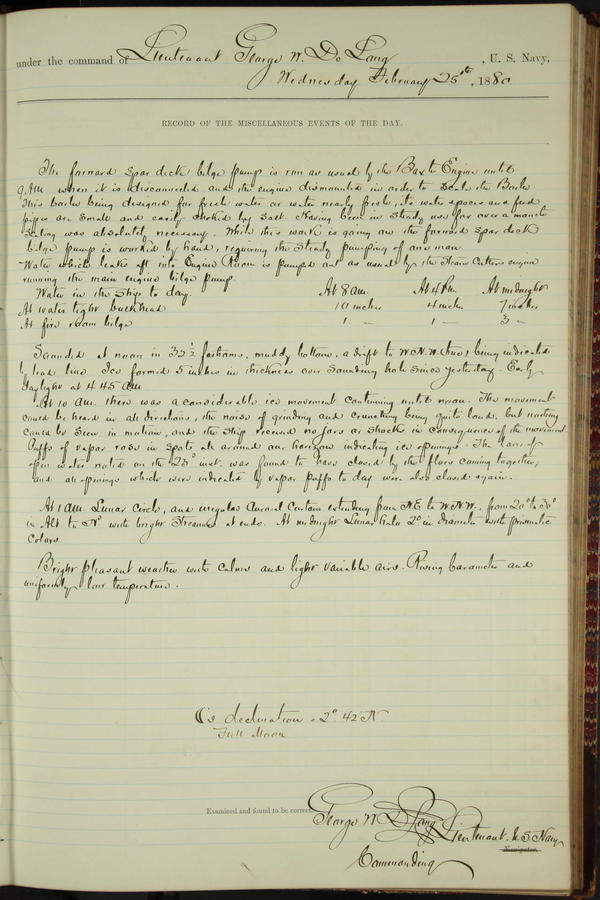 under the command of Lieutenant George W. De Long, U. S. Navy,
Wednesday February 25th, 1880
RECORD OF THE MISCELLANEOUS EVENTS OF THE DAY.
The forward spar deck bilge pump is run as usual by the Baxter Engine until
9. AM when it is disconnected and the engine dismounted in order to scale the Boiler
This boiler being designed for fresh water or water nearly fresh, its water spaces and feed
pipes are small and easily choked by salt. Having been in steady use for over a month
scaling was absolutely necessary. While this work is going on the forward spar deck
bilge pump is worked by hand, requiring the steady pumping of one man
Water which leaks aft into Engine Room is pumped out as usual by the Steam Cutters engine
running the main engine bilge pump
Water in the ship to day. At 8 am. At 4 Pm. At midnight
At water tight bulkhead 10 inches 4 inches 7 inches
At fire room bilge 1 - 1 - 3 -
Sounded at noon in 32 1/2 fathoms, muddy bottom, a drift to W.N.W. (true) being indicated
by lead line. Ice formed 5 inches in thickness over Sounding hole since yesterday. Early
daylight at 4.45 am
At 10 am. there was a considerable ice movement continuing until noon. The movement
could be heard in all directions, the noise of grinding and crunching being quite loud. but nothing
could be seen in motion, and the ship received no jars or shock in consequence of the movement.
Puffs of vapor rose in spots all around our horizon indicating ice openings. The lane of
open water noted on the 23d inst. was found to have closed by the floes coming together,
and all openings which were indicated by vapor puffs to day were also closed again.
At 1 am. Lunar Circle, and irregular Auroral Curtain extending from N.E. to W.N.W., from 20° to 30°
in Alt to Nd with bright Streamers at ends. At midnight Lunar halo 2° in diameter with prismatic
colors
Bright pleasant weather with calms and light variable airs. Rising barometer and
uniformly low temperature.
☾'s declination = 2° 42' N
Full Moon
Examined and found to be correct.
George W. De Long Lieutenant. U. S. Navy
Navigator.
Commanding